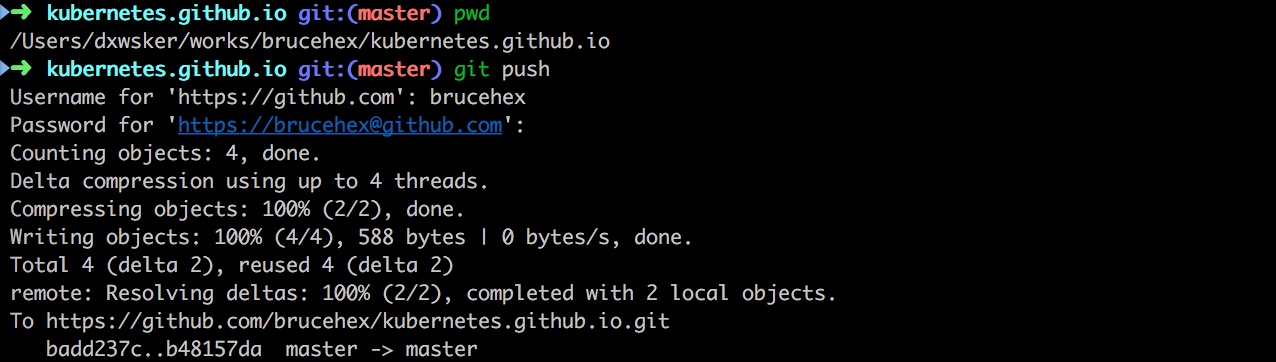 ➜ kubernetes.github.io git:(master) pwd
/Users/dxwsker/works/brucehex/kubernetes.github.io
➜ kubernetes.github.io git:(master) git push
Username for 'https://github.com': brucehex
Password for 'https://brucehex@github.com':
Counting objects: 4, done.
Delta compression using up to 4 threads.
Compressing objects: 100% (2/2), done.
Writing objects: 100% (4/4), 588 bytes | 0 bytes/s, done.
Total 4 (delta 2), reused 4 (delta 2)
remote: Resolving deltas: 100% (2/2), completed with 2 local objects.
To https://github.com/brucehex/kubernetes.github.io.git
   badd237c..b48157da  master -> master